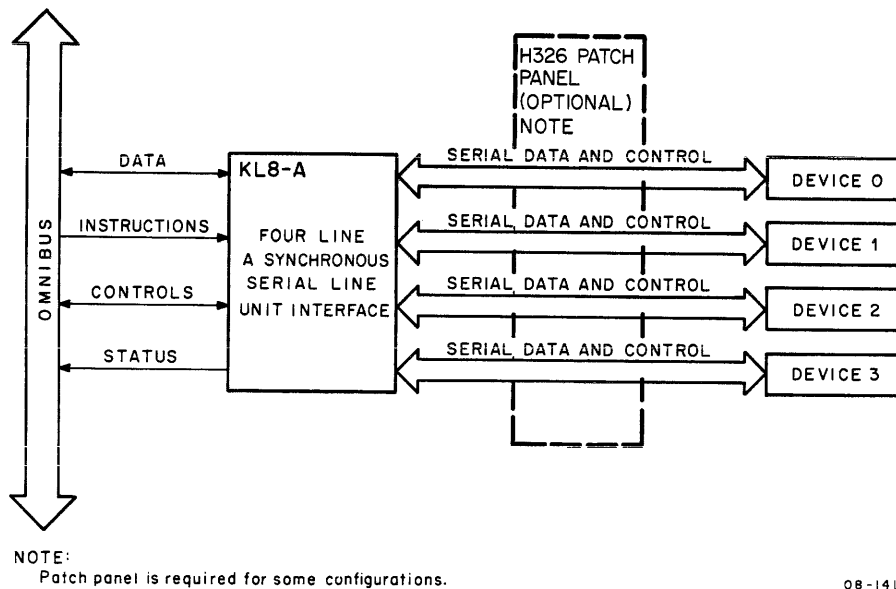 H326 PATCH
PANEL
(OPTIONAL)
NOTE
OMNIBUS
DATA
INSTRUCTIONS
CONTROLS
STATUS
KL8-A
FOUR LINE
A SYNCHRONOUS
SERIAL LINE
UNIT INTERFACE
SERIAL DATA AND CONTROL
DEVICE 0
SERIAL DATA AND CONTROL
DEVICE 1
SERIAL DATA AND CONTROL
DEVICE 2
SERIAL DATA AND CONTROL
DEVICE 3
NOTE:
Patch panel is required for some configurations.